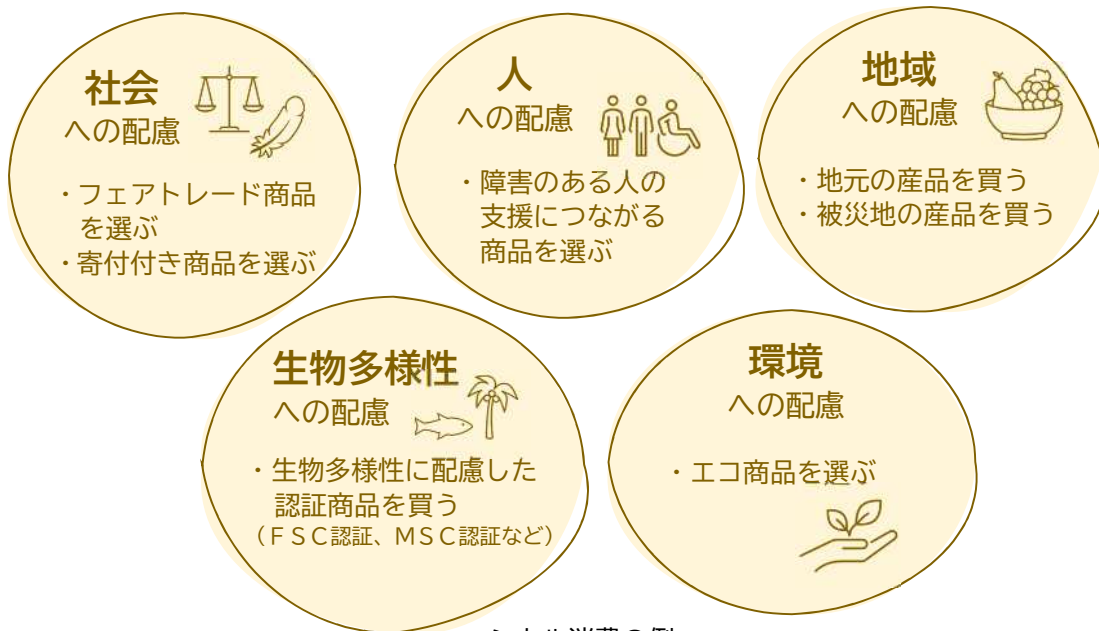 社会
への配慮
・フェアトレード商品
を選ぶ
・寄付付き商品を選ぶ
人
への配慮
・障害のある人の
支援につながる
商品を選ぶ
地域
への配慮
・地元の産品を買う
・被災地の産品を買う
生物多様性
への配慮
・生物多様性に配慮した
認証商品を買う
（ＦＳＣ認証、ＭＳＣ認証など）
環境
への配慮
・エコ商品を選ぶ